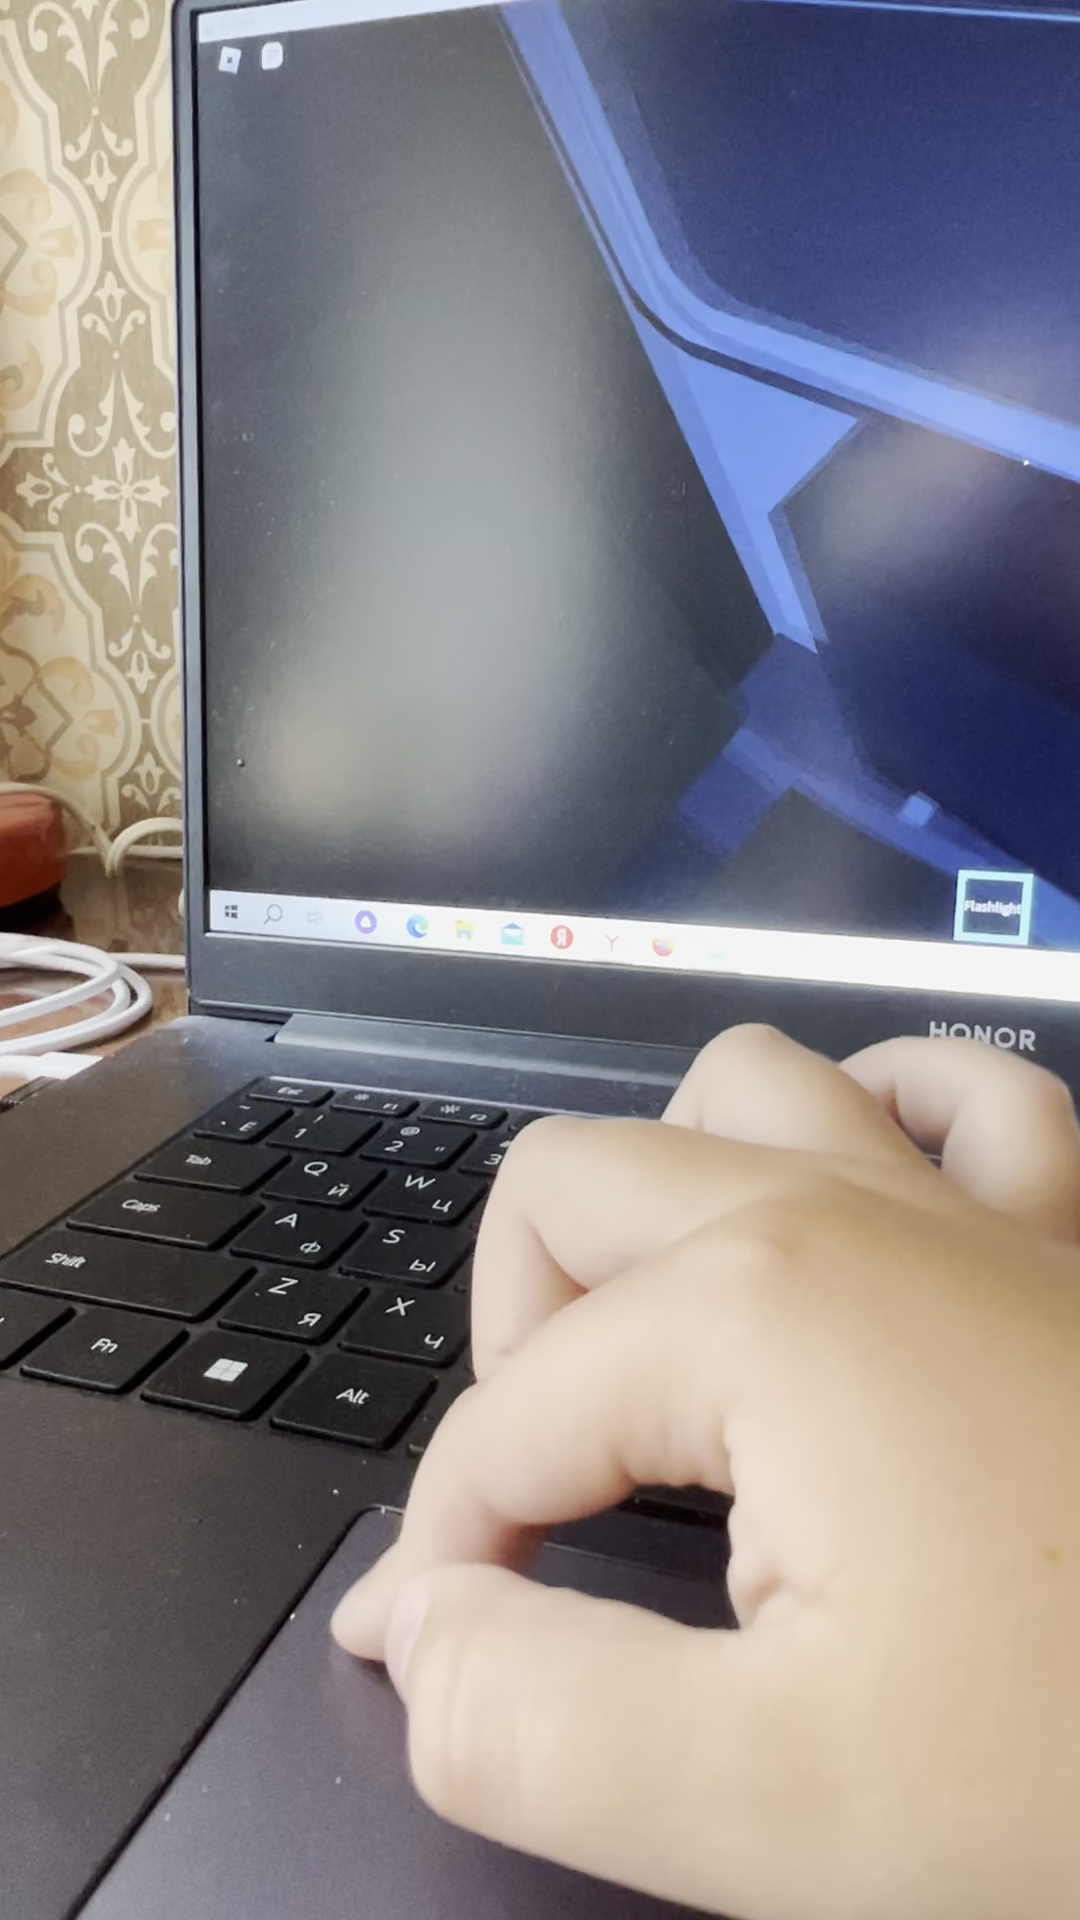 Flashlight
Я
HONOR
Esc F1 F2
~ ` Ё ! 1 @ 2 " 3
Tab Q Й W Ц
Caps A Ф S Ы
Shift Z Я X Ч
Fn Alt